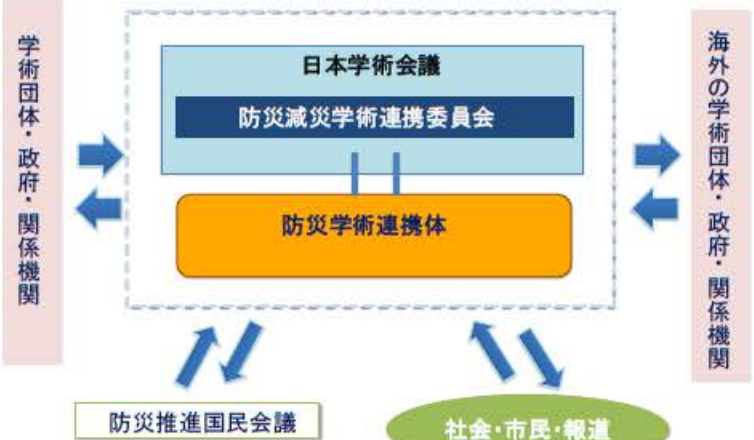 学術団体・政府・関係機関
日本学術会議
防災減災学術連携委員会
防災学術連携体
海外の学術団体・政府・関係機関
防災推進国民会議
社会・市民・報道